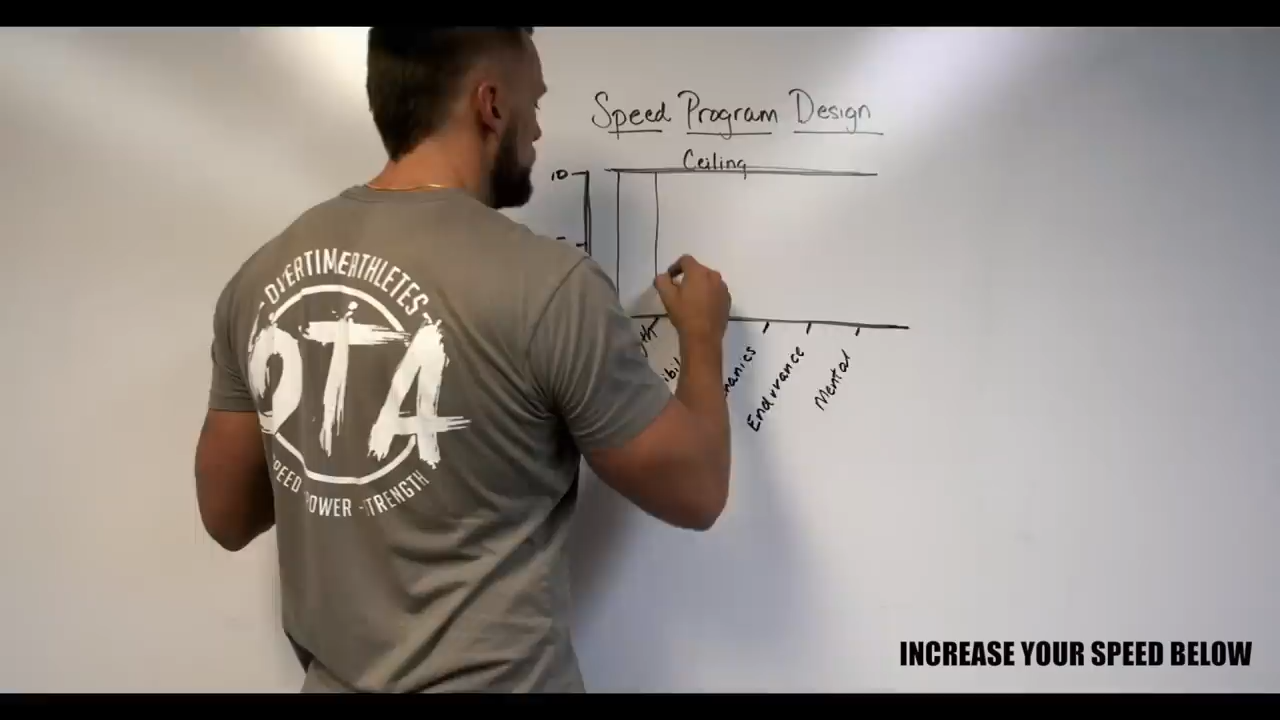 Speed Program Design
Ceiling
10
Endurance
Mental
OVERTIMEATHLETES
OTA
SPEED POWER -STRENGTH
INCREASE YOUR SPEED BELOW